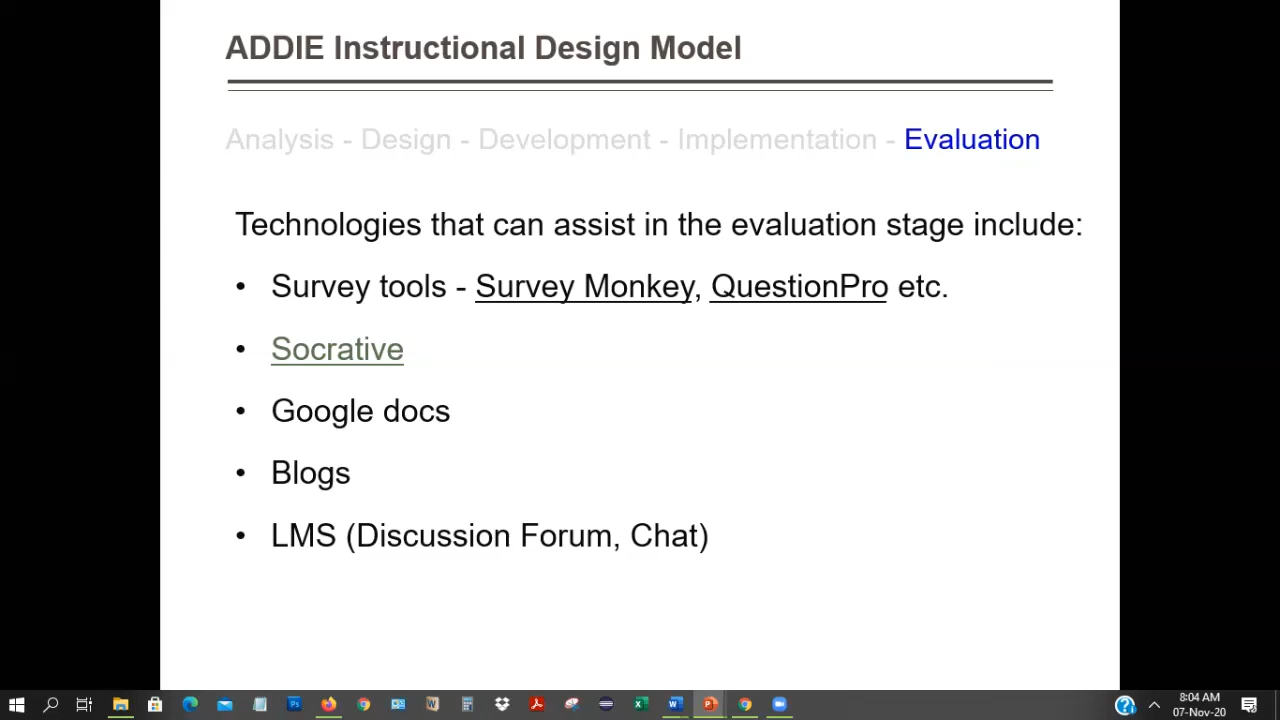 ADDIE Instructional Design Model
Analysis - Design - Development - Implementation - Evaluation
Technologies that can assist in the evaluation stage include:
• Survey tools - Survey Monkey, QuestionPro etc.
• Socrative
• Google docs
• Blogs
• LMS (Discussion Forum, Chat)
8:04 AM
07-Nov-20